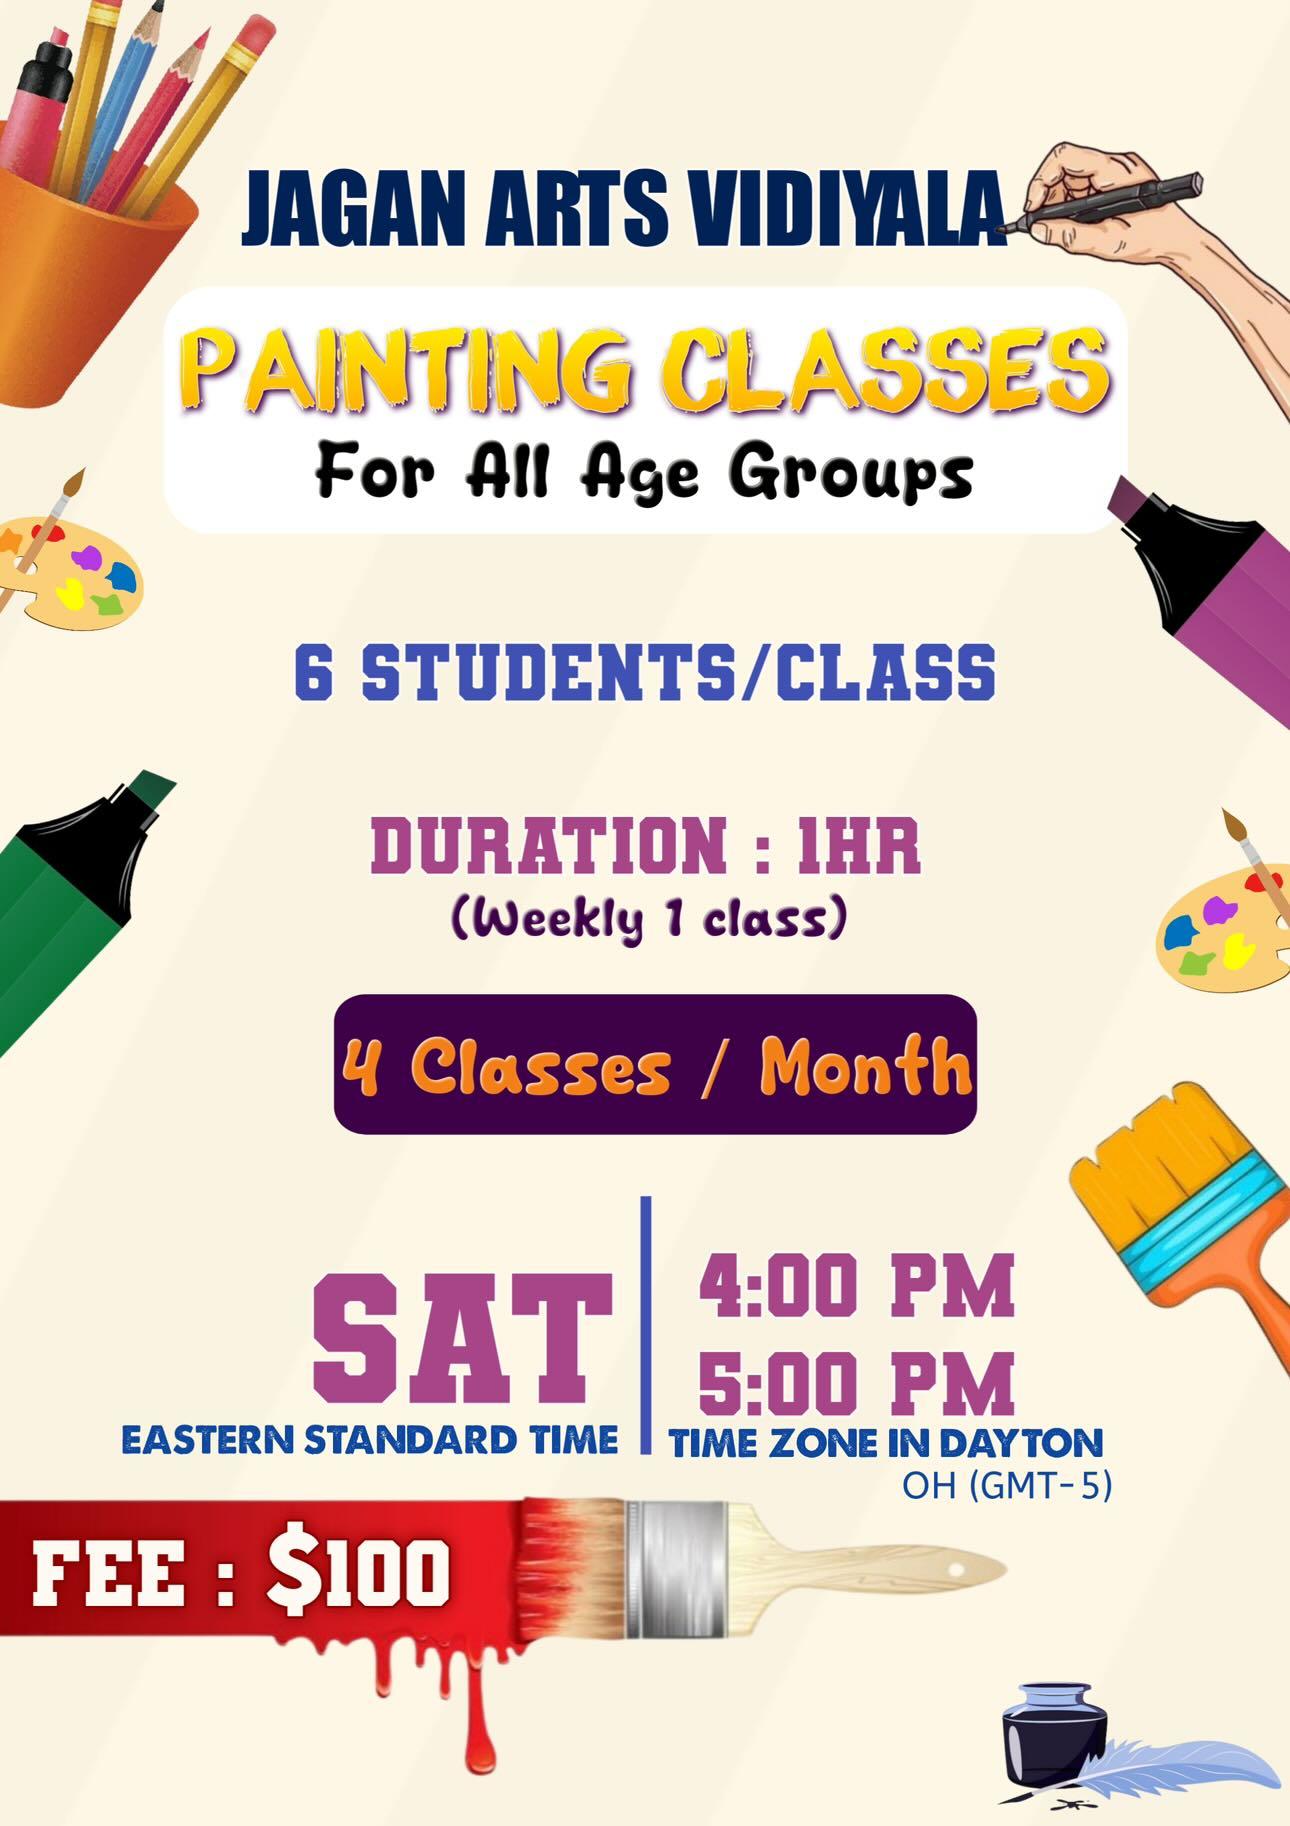 JAGAN ARTS VIDIYALA
PAINTING CLASSES
For All Age Groups
6 STUDENTS/CLASS
DURATION : 1HR
(Weekly 1 class)
4 Classes / Month
SAT
EASTERN STANDARD TIME
4:00 PM
5:00 PM
TIME ZONE IN DAYTON
OH (GMT-5)
FEE : $100